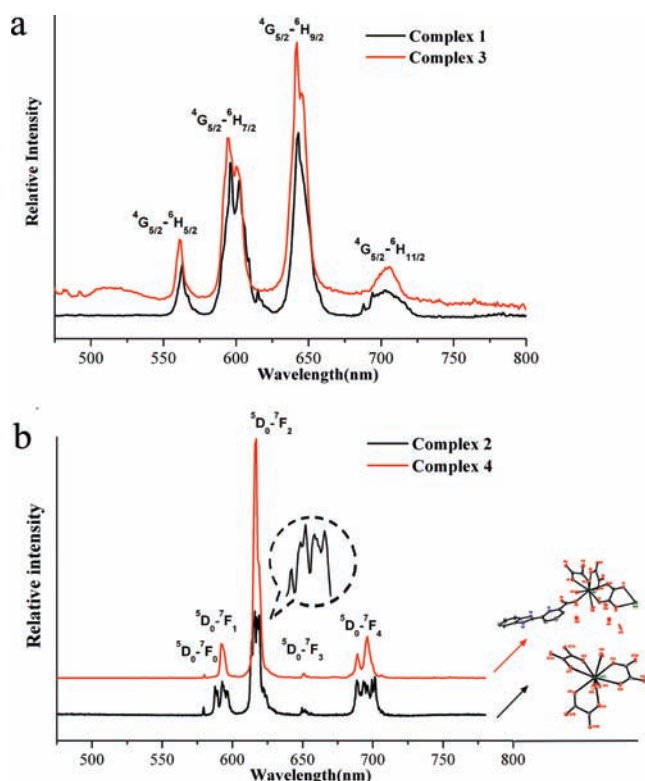 a
⁴G₅/₂-⁶H₉/₂
Complex 1
Complex 3
⁴G₅/₂-⁶H₇/₂
⁴G₅/₂-⁶H₅/₂
⁴G₅/₂-⁶H₁₁/₂
Relative Intensity
500 550 600 650 700 750 800
Wavelength(nm)
b
⁵D₀-⁷F₂
Complex 2
Complex 4
⁵D₀-⁷F₁
⁵D₀-⁷F₀
⁵D₀-⁷F₃
⁵D₀-⁷F₄
Relative intensity
500 550 600 650 700 750 800
Wavelength(nm)